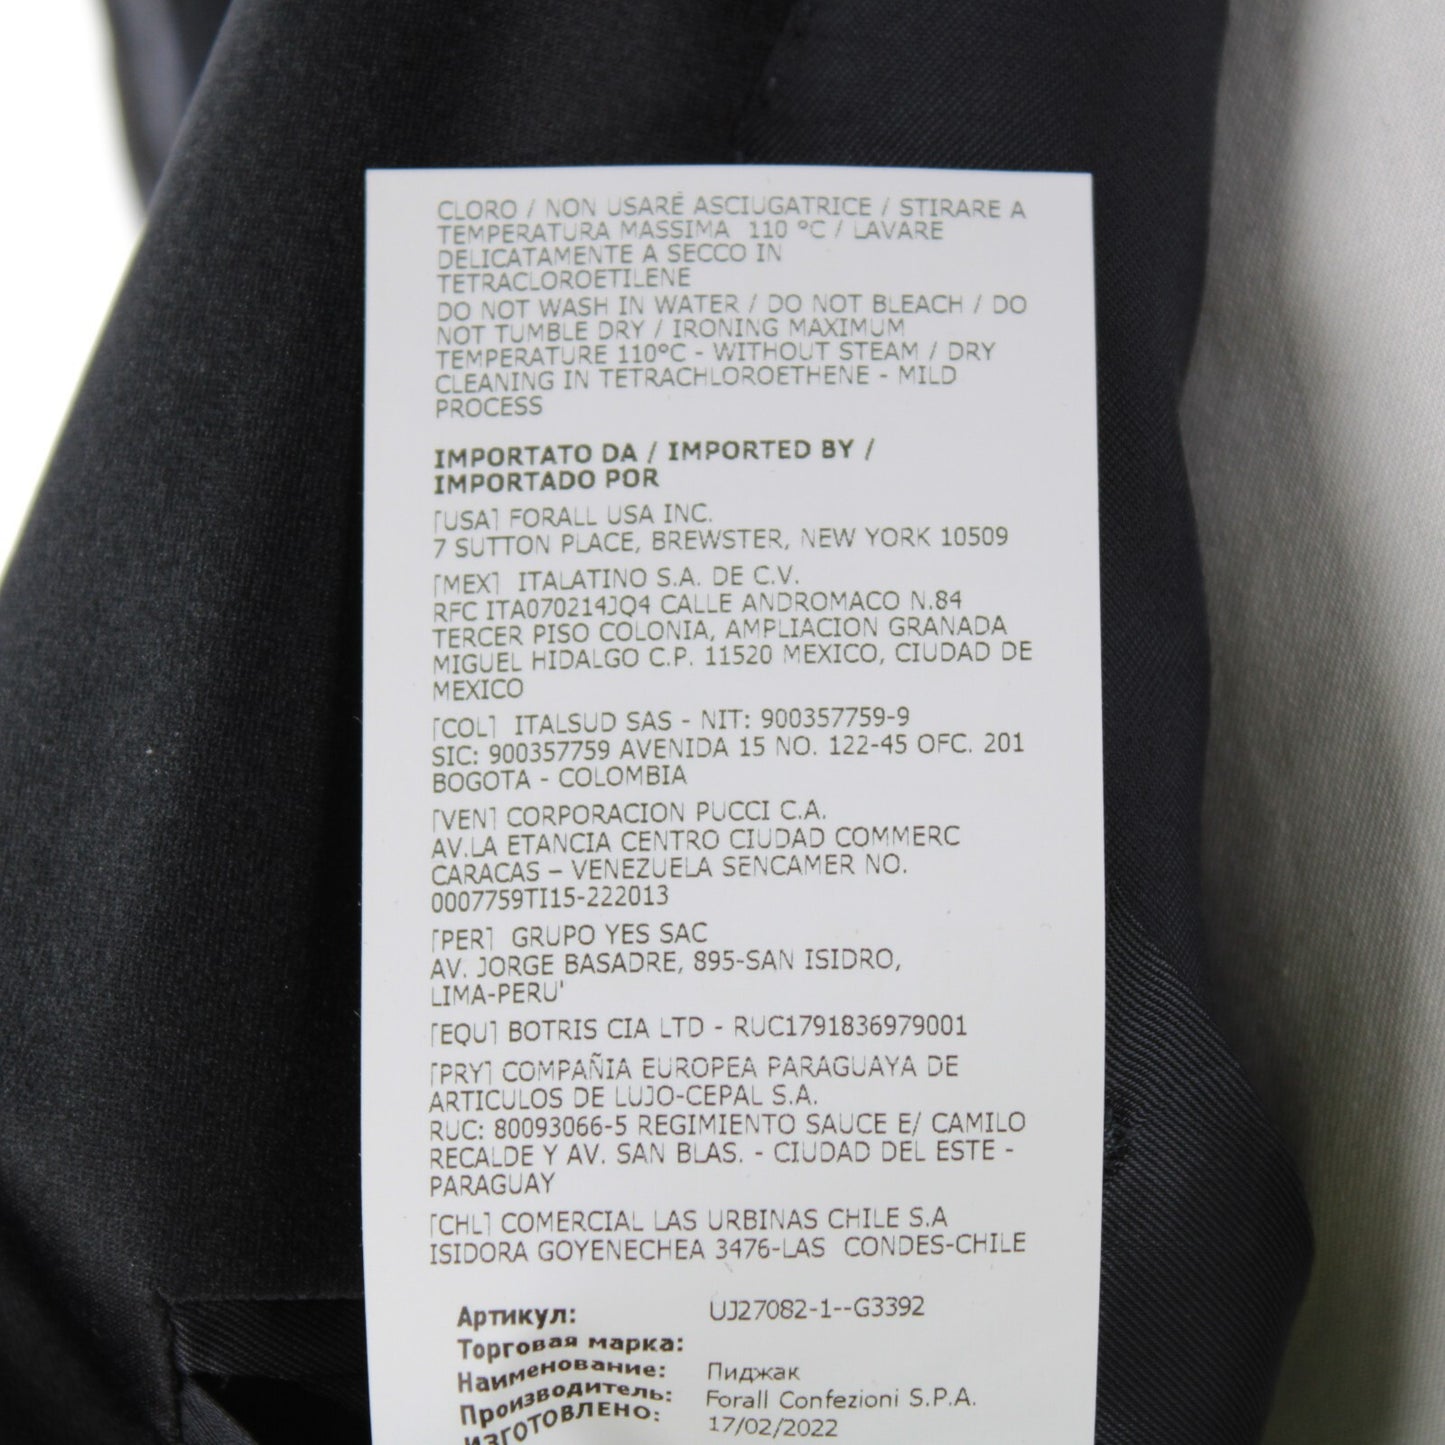 CLORO / NON USARE ASCIUGATRICE / STIRARE A
TEMPERATURA MASSIMA 110 °C / LAVARE
DELICATAMENTE A SECCO IN
TETRACLOROETILENE
DO NOT WASH IN WATER / DO NOT BLEACH / DO
NOT TUMBLE DRY / IRONING MAXIMUM
TEMPERATURE 110°C - WITHOUT STEAM / DRY
CLEANING IN TETRACHLOROETHENE - MILD
PROCESS
IMPORTATO DA / IMPORTED BY /
IMPORTADO POR
[USA] FORALL USA INC.
7 SUTTON PLACE, BREWSTER, NEW YORK 10509
[MEX] ITALATINO S.A. DE C.V.
RFC ITA070214JQ4 CALLE ANDROMACO N.84
TERCER PISO COLONIA, AMPLIACION GRANADA
MIGUEL HIDALGO C.P. 11520 MEXICO, CIUDAD DE
MEXICO
[COL] ITALSUD SAS - NIT: 900357759-9
SIC: 900357759 AVENIDA 15 NO. 122-45 OFC. 201
BOGOTA - COLOMBIA
[VEN] CORPORACION PUCCI C.A.
AV.LA ETANCIA CENTRO CIUDAD COMMERC
CARACAS – VENEZUELA SENCAMER NO.
0007759TI15-222013
[PER] GRUPO YES SAC
AV. JORGE BASADRE, 895-SAN ISIDRO,
LIMA-PERU'
[EQU] BOTRIS CIA LTD - RUC1791836979001
[PRY] COMPAÑIA EUROPEA PARAGUAYA DE
ARTICULOS DE LUJO-CEPAL S.A.
RUC: 80093066-5 REGIMIENTO SAUCE E/ CAMILO
RECALDE Y AV. SAN BLAS. - CIUDAD DEL ESTE -
PARAGUAY
[CHL] COMERCIAL LAS URBINAS CHILE S.A
ISIDORA GOYENECHEA 3476-LAS CONDES-CHILE
Артикул: UJ27082-1--G3392
Торговая марка:
Наименование: Пиджак
Производитель: Forall Confezioni S.P.A.
ИЗГОТОВЛЕНО: 17/02/2022